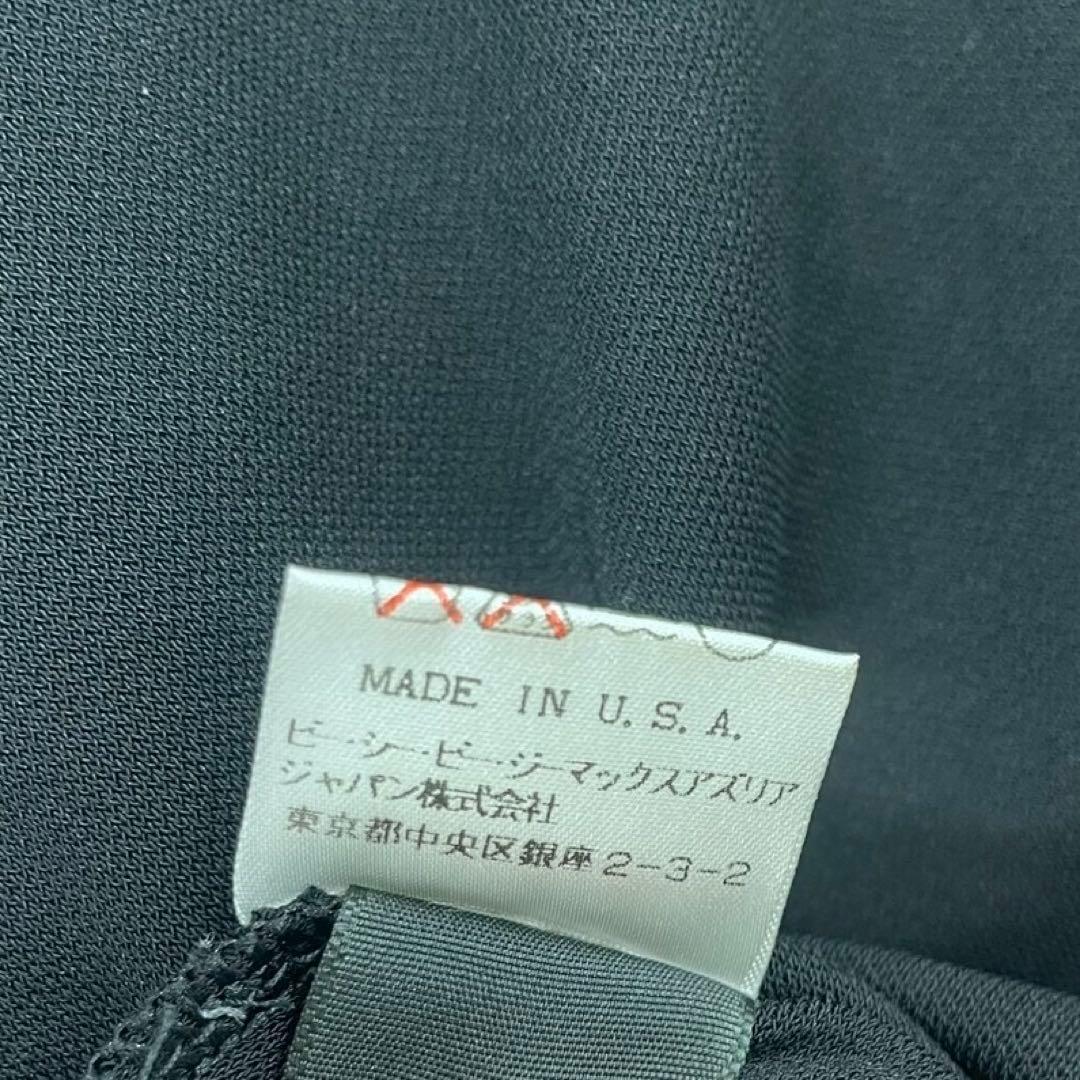 MADE IN U.S.A.
ビー・シー・ビー・ジーマックスアズリア
ジャパン株式会社
東京都中央区銀座2-3-2